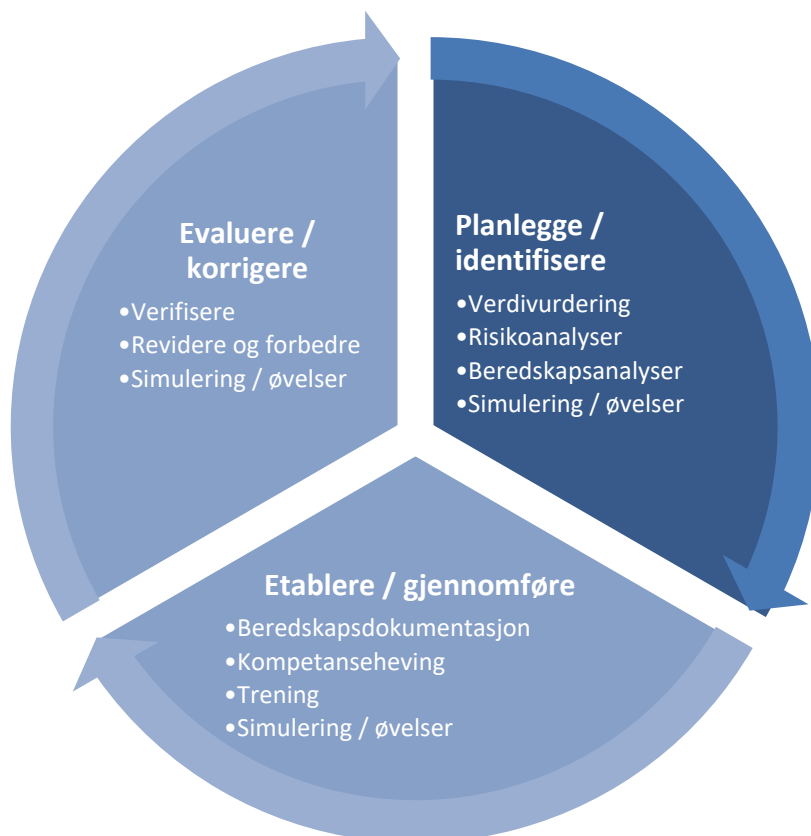 Evaluere /
korrigere
•Verifisere
•Revidere og forbedre
•Simulering / øvelser
Planlegge /
identifisere
•Verdivurdering
•Risikoanalyser
•Beredskapsanalyser
•Simulering / øvelser
Etablere / gjennomføre
•Beredskapsdokumentasjon
•Kompetanseheving
•Trening
•Simulering / øvelser